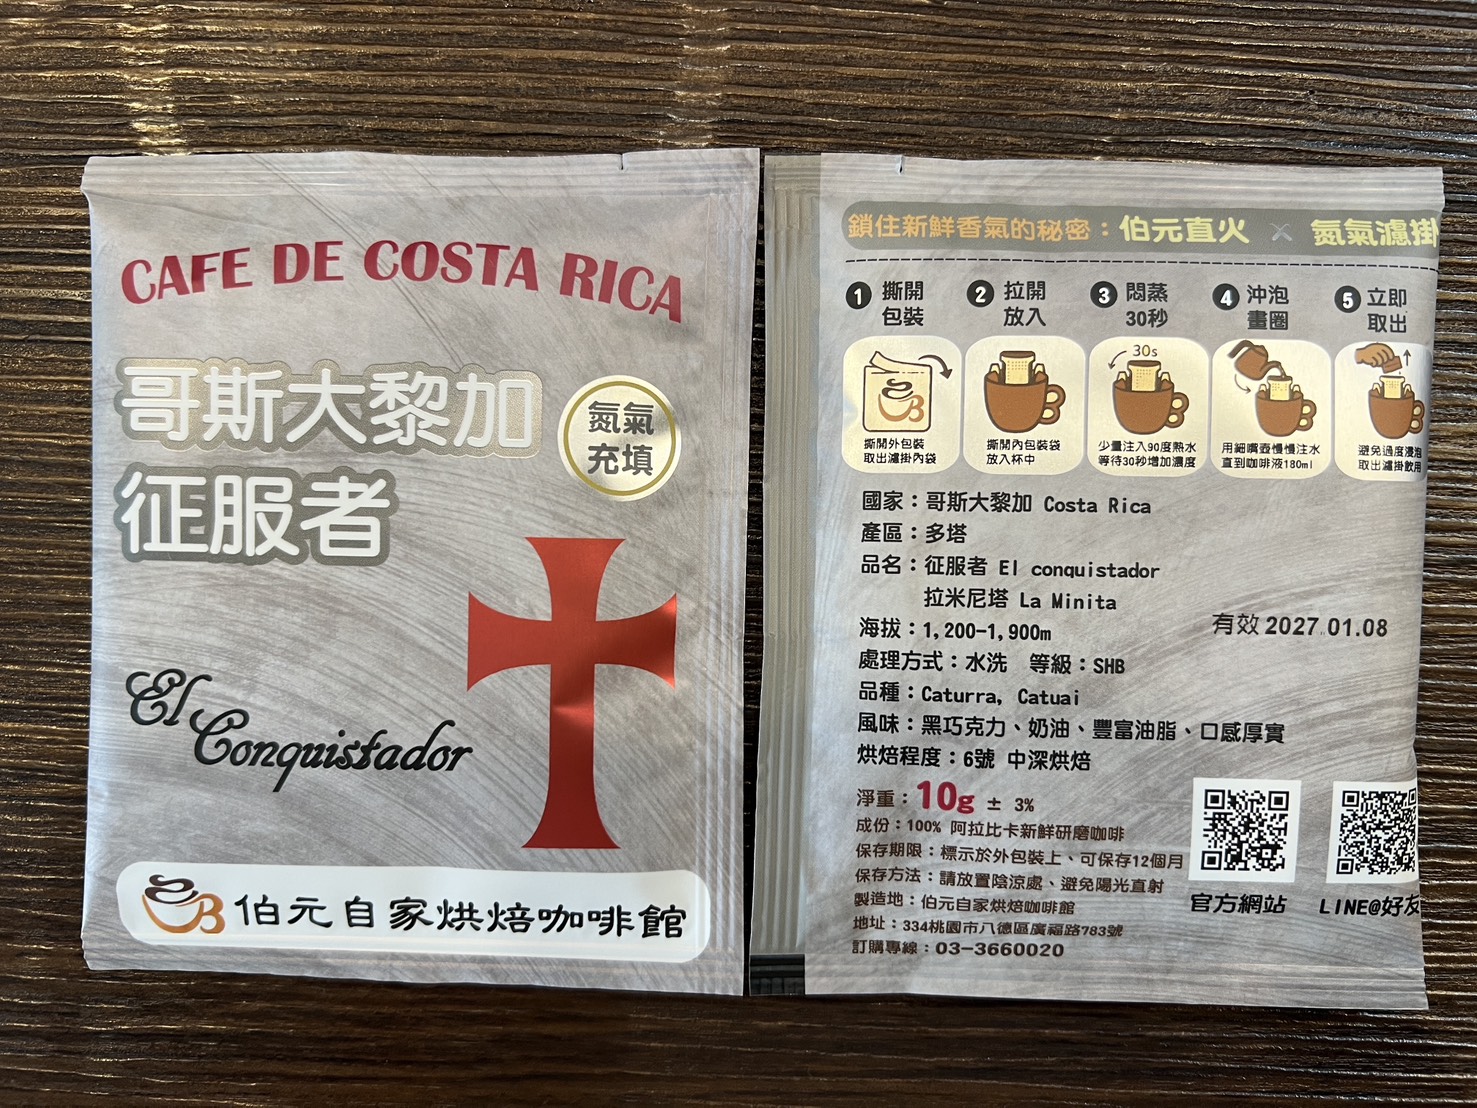 CAFE DE COSTA RICA
哥斯大黎加
征服者
氮氣
充填
El
Conquistador
伯元自家烘焙咖啡館
鎖住新鮮香氣的秘密：伯元直火 × 氮氣濾掛
1 撕開
包裝
2 拉開
放入
3 悶蒸
30秒
4 沖泡
畫圈
5 立即
取出
30s
撕開外包裝
取出濾掛內袋
撕開內包裝袋
放入杯中
少量注入90度熱水
等待30秒增加濃度
用細嘴壺慢慢注水
直到咖啡液180ml
避免過度浸泡
取出濾掛飲用
國家：哥斯大黎加 Costa Rica
產區：多塔
品名：征服者 El conquistador
拉米尼塔 La Minita
海拔：1,200-1,900m
處理方式：水洗 等級：SHB
品種：Caturra, Catuai
風味：黑巧克力、奶油、豐富油脂、口感厚實
烘焙程度：6號 中深烘焙
有效 2027.01.08
淨重：10g ± 3%
成份：100% 阿拉比卡新鮮研磨咖啡
保存期限：標示於外包裝上、可保存12個月
保存方法：請放置陰涼處、避免陽光直射
製造地：伯元自家烘焙咖啡館
地址：334桃園市八德區廣福路783號
訂購專線：03-3660020
官方網站
LINE@好友